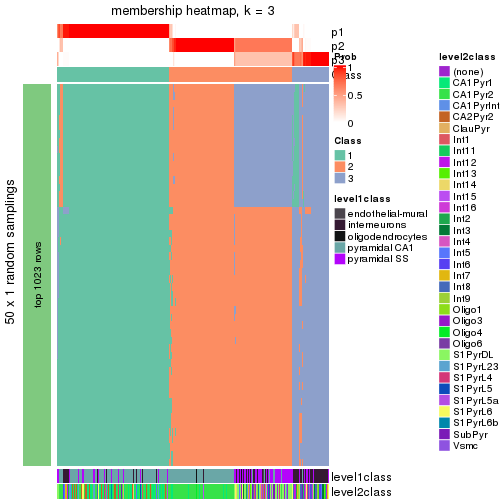 membership heatmap, k = 3
p1
p2
p3
Class
50 x 1 random samplings
top 1023 rows
level1class
level2class
Prob
1
0.5
0
Class
1
2
3
level1class
endothelial-mural
interneurons
oligodendrocytes
pyramidal CA1
pyramidal SS
level2class
(none)
CA1Pyr1
CA1Pyr2
CA1PyrInt
CA2Pyr2
ClauPyr
Int1
Int11
Int12
Int13
Int14
Int15
Int16
Int2
Int3
Int4
Int5
Int6
Int7
Int8
Int9
Oligo1
Oligo3
Oligo4
Oligo6
S1PyrDL
S1PyrL23
S1PyrL4
S1PyrL5
S1PyrL5a
S1PyrL6
S1PyrL6b
SubPyr
Vsmc